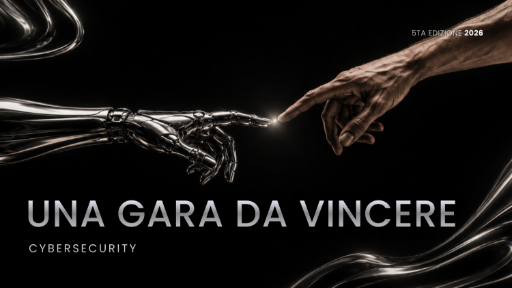 5TA EDIZIONE 2026
UNA GARA DA VINCERE
CYBERSECURITY